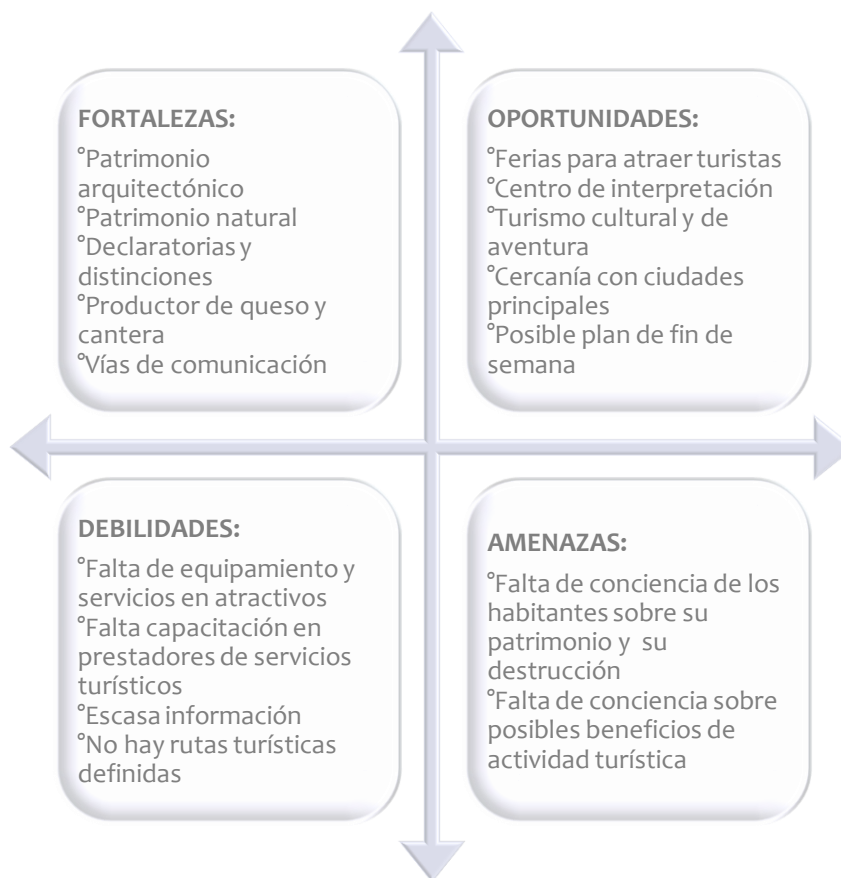 FORTALEZAS:
°Patrimonio
arquitectónico
°Patrimonio natural
°Declaratorias y
distinciones
°Productor de queso y
cantera
°Vías de comunicación
OPORTUNIDADES:
°Ferias para atraer turistas
°Centro de interpretación
°Turismo cultural y de
aventura
°Cercanía con ciudades
principales
°Posible plan de fin de
semana
DEBILIDADES:
°Falta de equipamiento y
servicios en atractivos
°Falta capacitación en
prestadores de servicios
turísticos
°Escasa información
°No hay rutas turísticas
definidas
AMENAZAS:
°Falta de conciencia de los
habitantes sobre su
patrimonio y su
destrucción
°Falta de conciencia sobre
posibles beneficios de
actividad turística